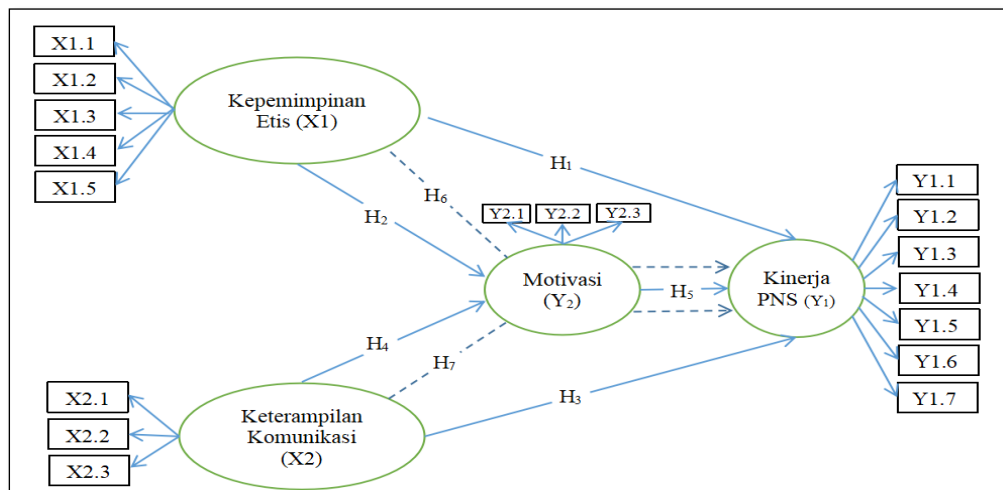 X1.1
X1.2
X1.3
X1.4
X1.5
Kepemimpinan
Etis (X1)
H1
H2
H6
Y2.1
Y2.2
Y2.3
Motivasi
(Y2)
H5
Kinerja
PNS (Y1)
Y1.1
Y1.2
Y1.3
Y1.4
Y1.5
Y1.6
Y1.7
H4
H7
H3
X2.1
X2.2
X2.3
Keterampilan
Komunikasi
(X2)